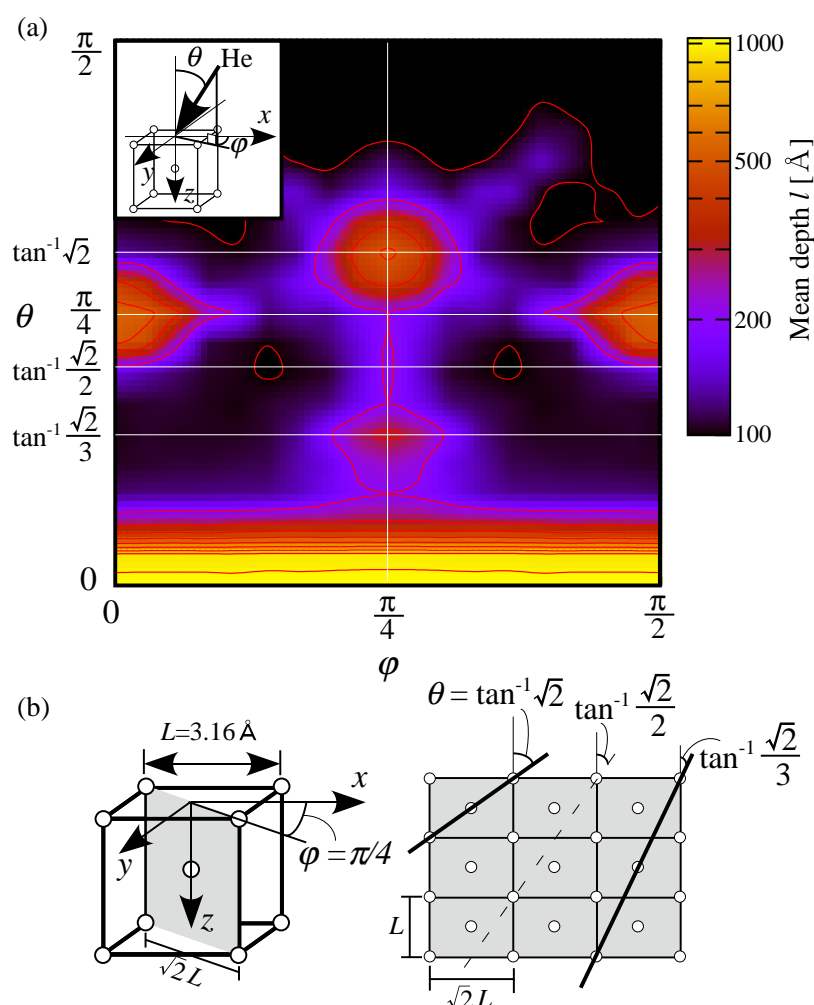 (a)
π/2
θ
He
x
φ
y
z
tan⁻¹√2
θ
π/4
tan⁻¹ √2/2
tan⁻¹ √2/3
0
0
π/4
π/2
φ
1000
500
200
100
Mean depth l [Å]
(b)
L=3.16 Å
x
y
φ = π/4
z
√2 L
θ = tan⁻¹√2
tan⁻¹ √2/2
tan⁻¹ √2/3
L
√2 L